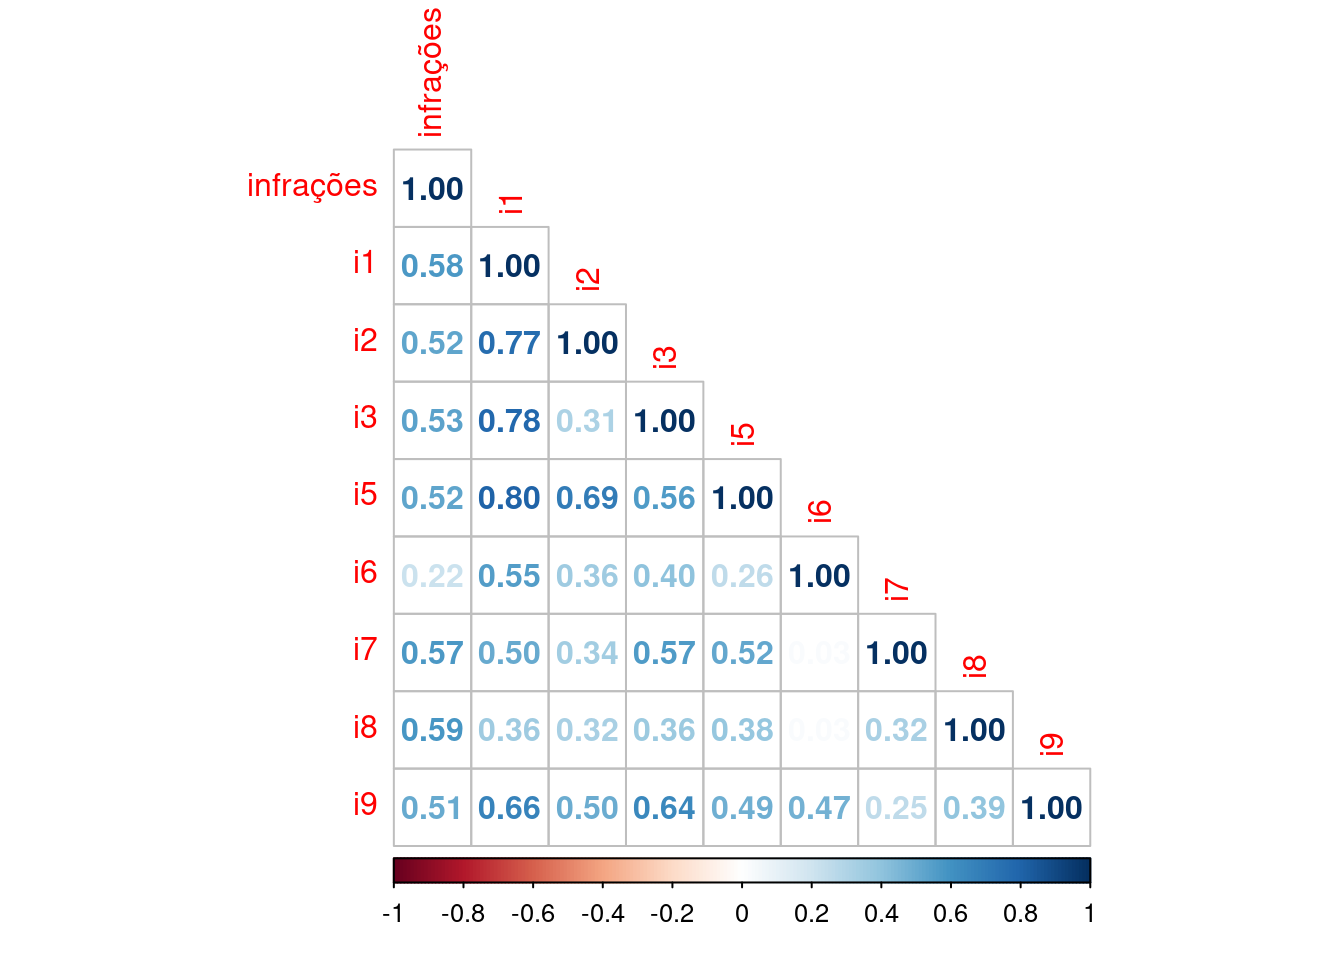 infrações
infrações 1.00 i1
i1 0.58 1.00 i2
i2 0.52 0.77 1.00 i3
i3 0.53 0.78 0.31 1.00 i5
i5 0.52 0.80 0.69 0.56 1.00 i6
i6 0.22 0.55 0.36 0.40 0.26 1.00 i7
i7 0.57 0.50 0.34 0.57 0.52 0.03 1.00 i8
i8 0.59 0.36 0.32 0.36 0.38 0.03 0.32 1.00 i9
i9 0.51 0.66 0.50 0.64 0.49 0.47 0.25 0.39 1.00
-1 -0.8 -0.6 -0.4 -0.2 0 0.2 0.4 0.6 0.8 1